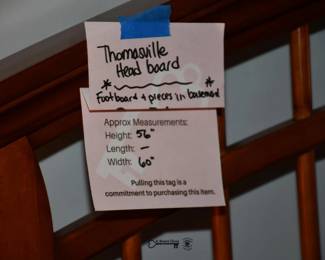 Thomasville
Head board
Footboard + pieces in basement
Approx Measurements:
Height: 56"
Length: —
Width: 60"
Pulling this tag is a
commitment to purchasing this item.